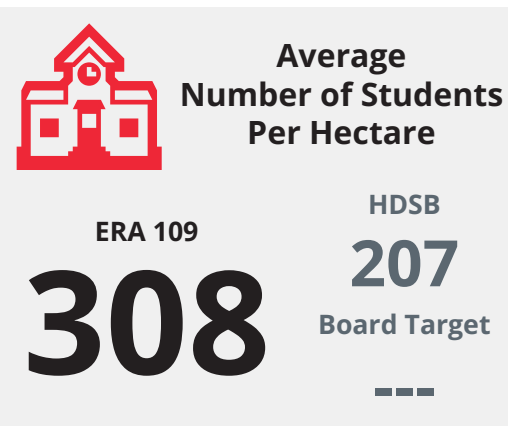 Average
Number of Students
Per Hectare
ERA 109
308
HDSB
207
Board Target
---